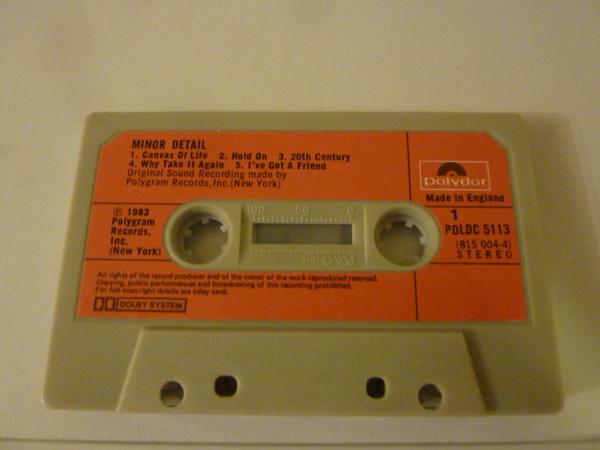 MINOR DETAIL
1. Canvas Of Life 2. Hold On 3. 20th Century
4. Why Take It Again 5. I've Got A Friend
Original Sound Recording made by
Polygram Records, Inc. (New York)
polydor
Made in England
℗ 1983
Polygram
Records,
Inc.
(New York)
100 50 0
PolyGram
1
POLDC 5113
(815 004-4)
STEREO
All rights of the record producer and of the owner of the work reproduced reserved.
Copying, public performances and broadcasting of this recording prohibited.
For full copyright details see inlay card.
DOLBY SYSTEM